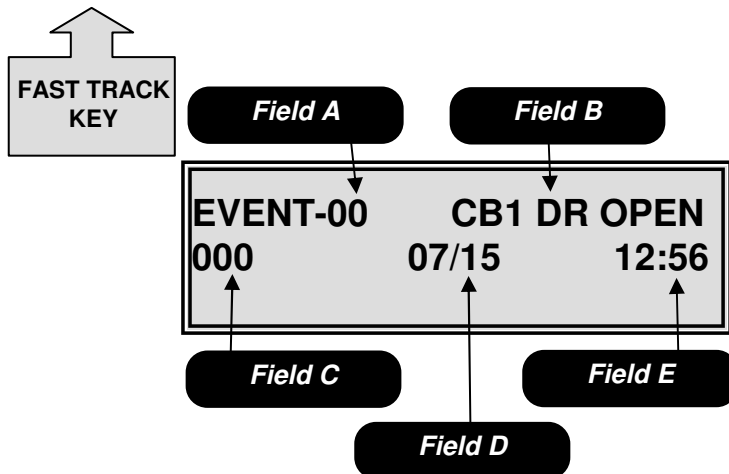 FAST TRACK
KEY
Field A
Field B
EVENT-00 CB1 DR OPEN
000 07/15 12:56
Field C
Field E
Field D